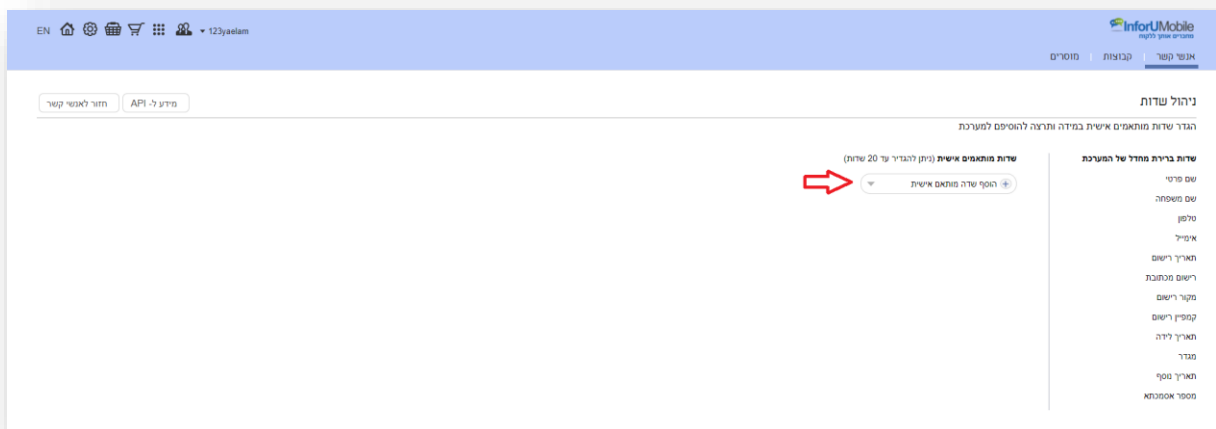 InforUMobile
מחברים אותך ללקוח
EN 123yaelam
אנשי קשר | קבוצות | מוסרים
ניהול שדות
מידע ל- API
חזור לאנשי קשר
הגדר שדות מותאמים אישית במידה ותרצה להוסיפם למערכת
שדות ברירת מחדל של המערכת
שם פרטי
שם משפחה
טלפון
אימייל
תאריך רישום
רישום מכתובת
מקור רישום
קמפיין רישום
תאריך לידה
מגדר
תאריך נוסף
מספר אסמכתא
שדות מותאמים אישית (ניתן להגדיר עד 20 שדות)
הוסף שדה מותאם אישית